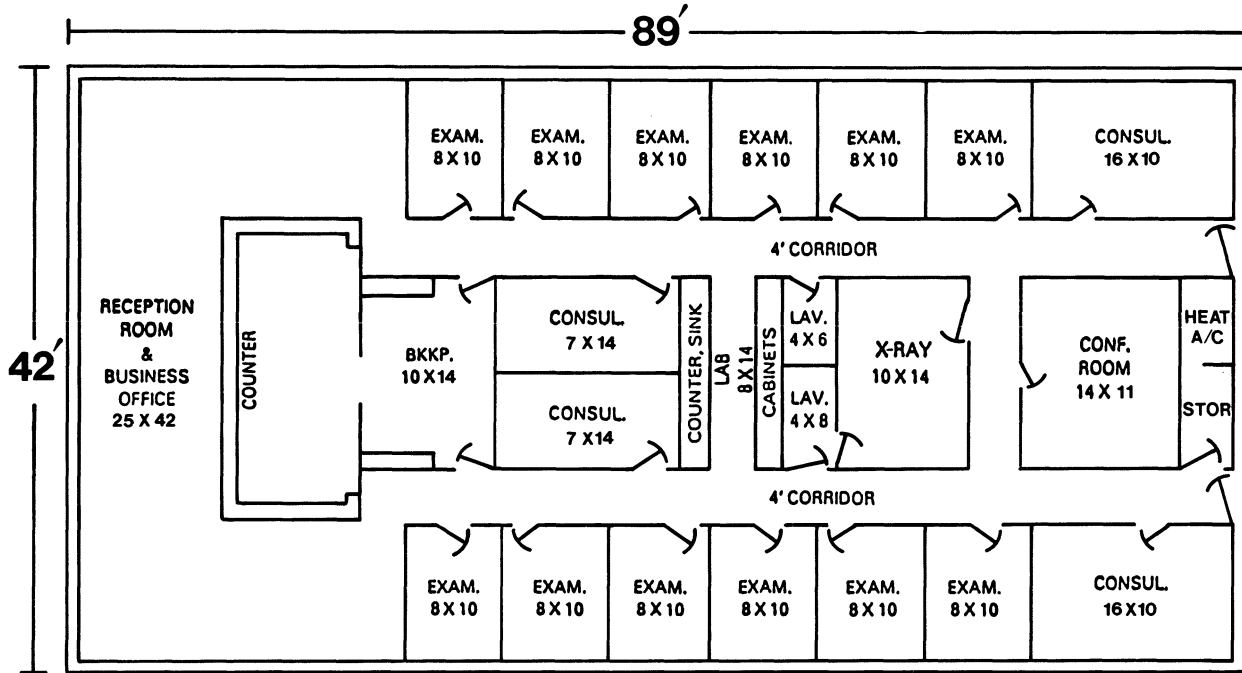 89′
EXAM.
8 X 10
EXAM.
8 X 10
EXAM.
8 X 10
EXAM.
8 X 10
EXAM.
8 X 10
EXAM.
8 X 10
CONSUL.
16 X 10
4' CORRIDOR
42′
RECEPTION
ROOM
&
BUSINESS
OFFICE
25 X 42
COUNTER
BKKP.
10 X 14
CONSUL.
7 X 14
CONSUL.
7 X 14
COUNTER, SINK
LAB
8 X 14
CABINETS
LAV.
4 X 6
LAV.
4 X 8
X-RAY
10 X 14
CONF.
ROOM
14 X 11
HEAT
A/C
STOR
4' CORRIDOR
EXAM.
8 X 10
EXAM.
8 X 10
EXAM.
8 X 10
EXAM.
8 X 10
EXAM.
8 X 10
EXAM.
8 X 10
CONSUL.
16 X 10